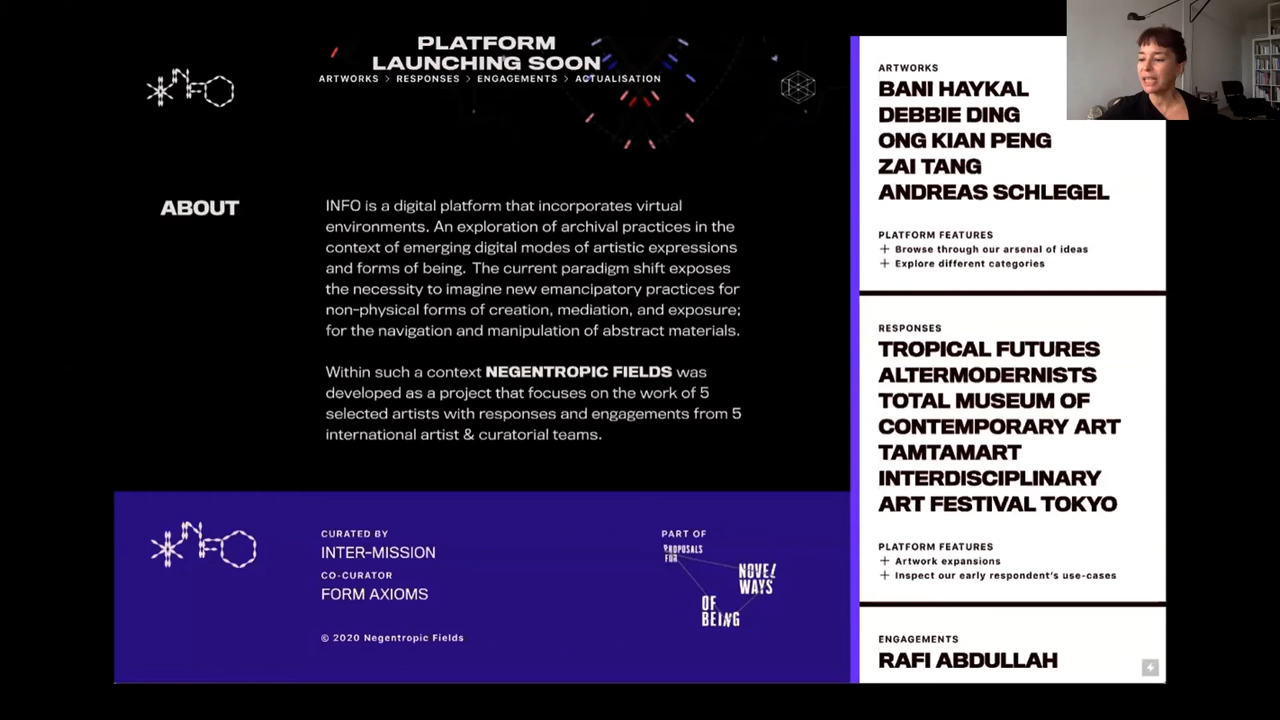 PLATFORM
LAUNCHING SOON
ARTWORKS > RESPONSES > ENGAGEMENTS > ACTUALISATION
INFO
ABOUT
INFO is a digital platform that incorporates virtual
environments. An exploration of archival practices in the
context of emerging digital modes of artistic expressions
and forms of being. The current paradigm shift exposes
the necessity to imagine new emancipatory practices for
non-physical forms of creation, mediation, and exposure;
for the navigation and manipulation of abstract materials.
Within such a context NEGENTROPIC FIELDS was
developed as a project that focuses on the work of 5
selected artists with responses and engagements from 5
international artist & curatorial teams.
INFO
CURATED BY
INTER-MISSION
CO-CURATOR
FORM AXIOMS
© 2020 Negentropic Fields
PART OF
PROPOSALS
FOR
NOVEL
WAYS
OF
BEING
ARTWORKS
BANI HAYKAL
DEBBIE DING
ONG KIAN PENG
ZAI TANG
ANDREAS SCHLEGEL
PLATFORM FEATURES
+ Browse through our arsenal of ideas
+ Explore different categories
RESPONSES
TROPICAL FUTURES
ALTERMODERNISTS
TOTAL MUSEUM OF
CONTEMPORARY ART
TAMTAMART
INTERDISCIPLINARY
ART FESTIVAL TOKYO
PLATFORM FEATURES
+ Artwork expansions
+ Inspect our early respondent's use-cases
ENGAGEMENTS
RAFI ABDULLAH